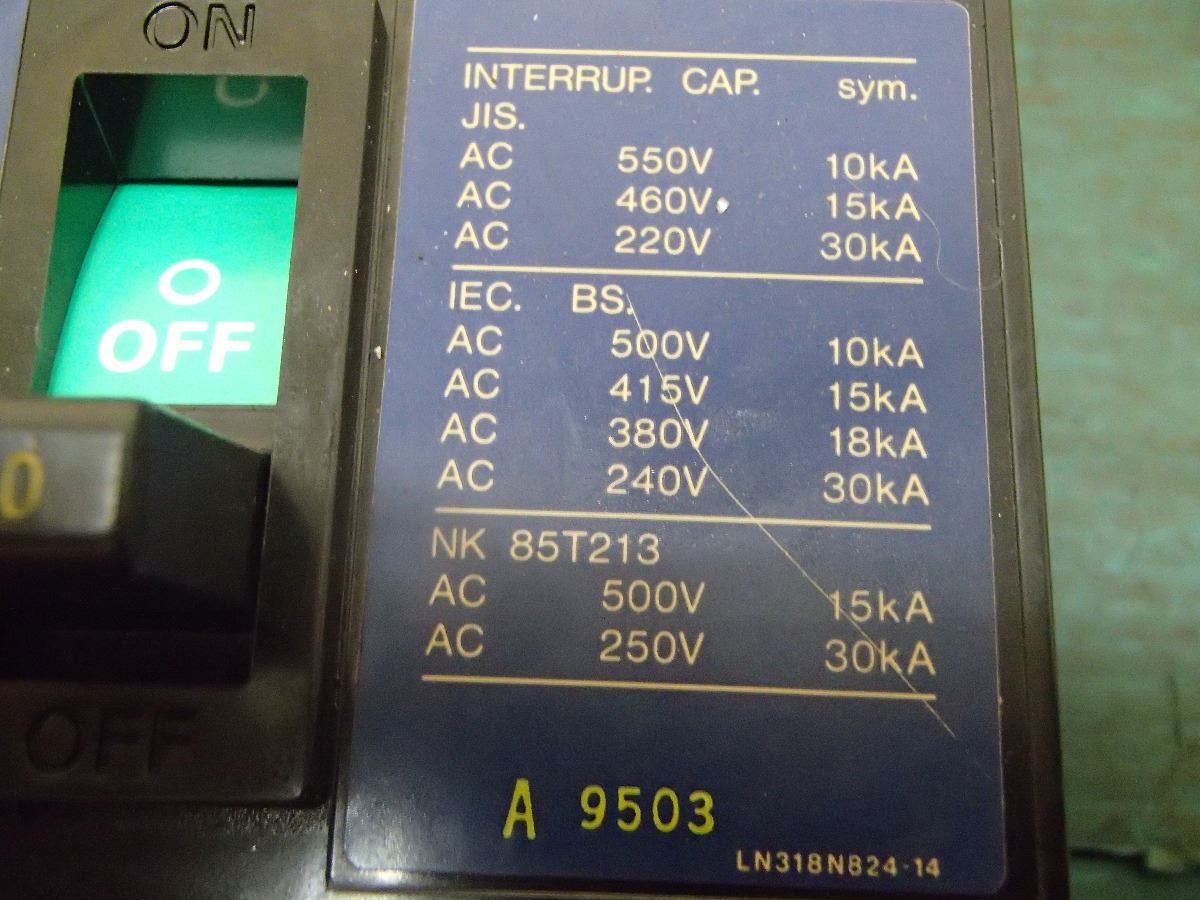 ON
O
OFF
0
OFF
INTERRUP. CAP. sym.
JIS.
AC 550V 10kA
AC 460V 15kA
AC 220V 30kA
IEC. BS.
AC 500V 10kA
AC 415V 15kA
AC 380V 18kA
AC 240V 30kA
NK 85T213
AC 500V 15kA
AC 250V 30kA
A 9503
LN318N824-14